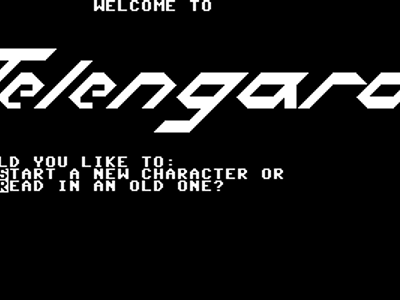 WELCOME TO
Telengard
LD YOU LIKE TO:
START A NEW CHARACTER OR
READ IN AN OLD ONE?